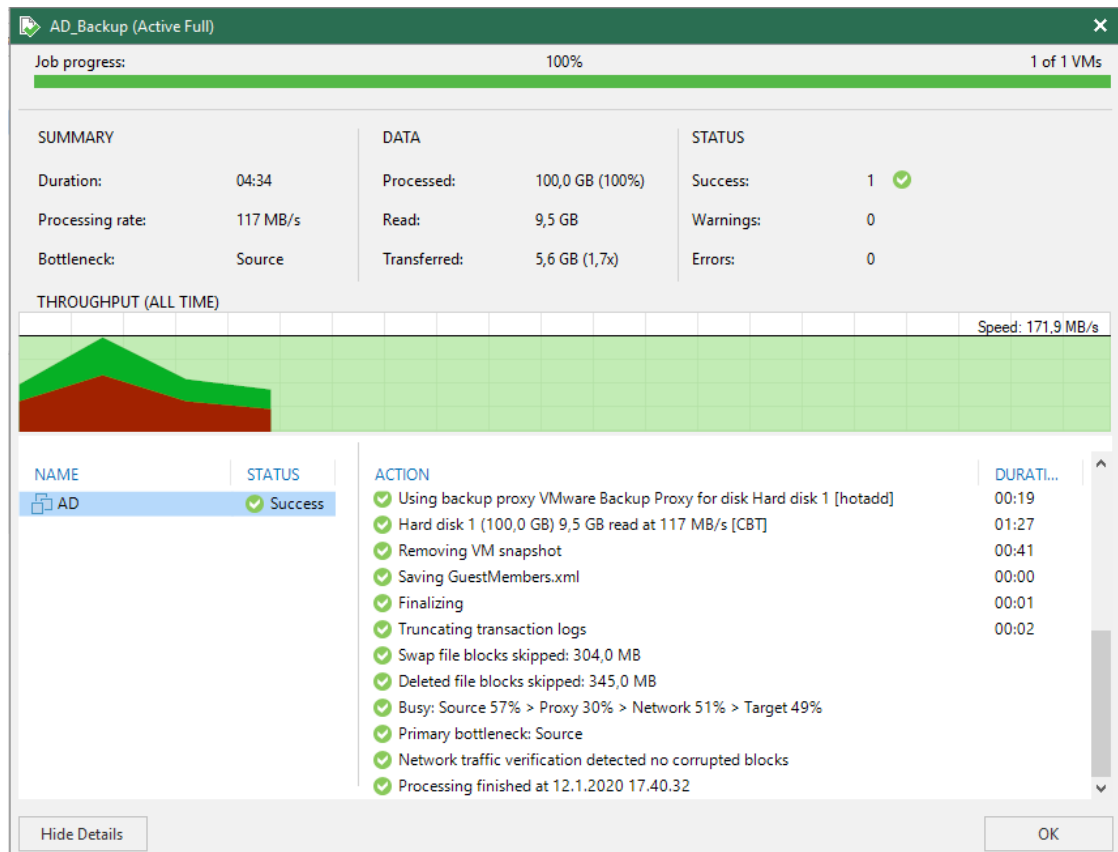 AD_Backup (Active Full)
Job progress: 100% 1 of 1 VMs
SUMMARY DATA STATUS
Duration: 04:34 Processed: 100,0 GB (100%) Success: 1
Processing rate: 117 MB/s Read: 9,5 GB Warnings: 0
Bottleneck: Source Transferred: 5,6 GB (1,7x) Errors: 0
THROUGHPUT (ALL TIME)
Speed: 171,9 MB/s
NAME STATUS ACTION DURATI...
AD Success Using backup proxy VMware Backup Proxy for disk Hard disk 1 [hotadd] 00:19
Hard disk 1 (100,0 GB) 9,5 GB read at 117 MB/s [CBT] 01:27
Removing VM snapshot 00:41
Saving GuestMembers.xml 00:00
Finalizing 00:01
Truncating transaction logs 00:02
Swap file blocks skipped: 304,0 MB
Deleted file blocks skipped: 345,0 MB
Busy: Source 57% > Proxy 30% > Network 51% > Target 49%
Primary bottleneck: Source
Network traffic verification detected no corrupted blocks
Processing finished at 12.1.2020 17.40.32
Hide Details OK